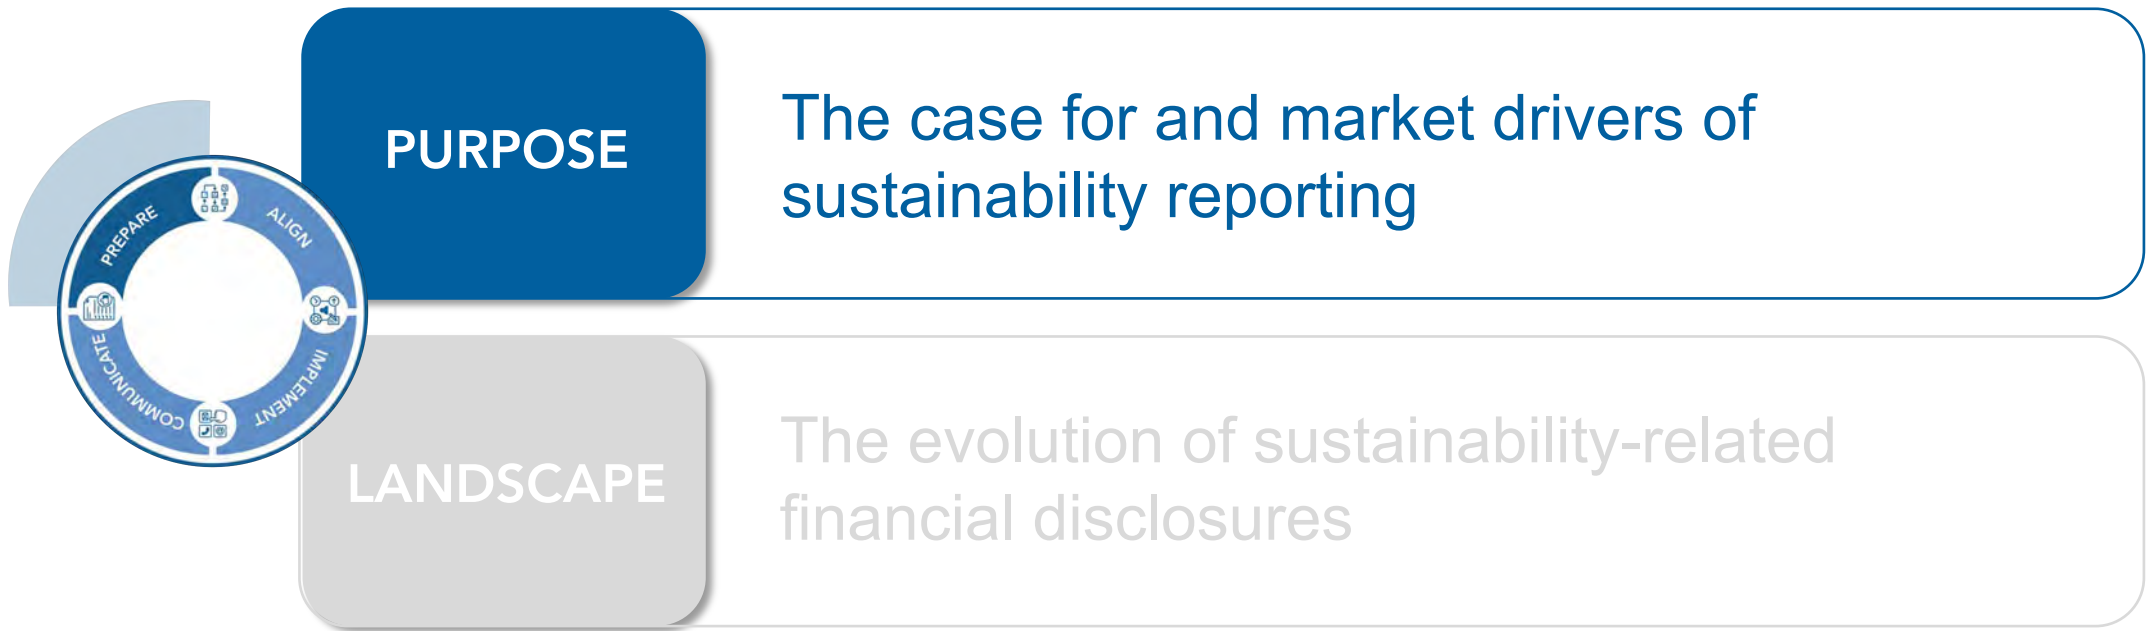 PURPOSE
The case for and market drivers of
sustainability reporting
PREPARE
ALIGN
IMPLEMENT
COMMUNICATE
LANDSCAPE
The evolution of sustainability-related
financial disclosures